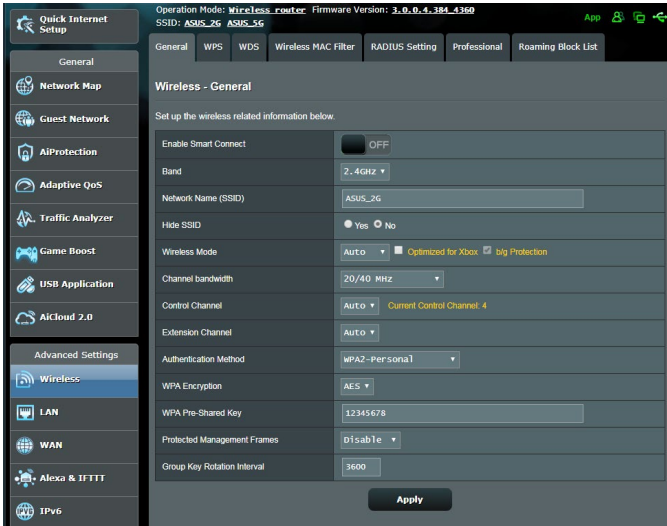 Quick Internet
Setup
General
Network Map
Guest Network
AiProtection
Adaptive QoS
Traffic Analyzer
Game Boost
USB Application
AiCloud 2.0
Advanced Settings
Wireless
LAN
WAN
Alexa & IFTTT
IPv6
Operation Mode: Wireless router Firmware Version: 3.0.0.4.384_4360
SSID: ASUS_2G ASUS_5G
App
General WPS WDS Wireless MAC Filter RADIUS Setting Professional Roaming Block List
Wireless - General
Set up the wireless related information below.
Enable Smart Connect OFF
Band 2.4GHz
Network Name (SSID) ASUS_2G
Hide SSID Yes No
Wireless Mode Auto Optimized for Xbox b/g Protection
Channel bandwidth 20/40 MHz
Control Channel Auto Current Control Channel: 4
Extension Channel Auto
Authentication Method WPA2-Personal
WPA Encryption AES
WPA Pre-Shared Key 12345678
Protected Management Frames Disable
Group Key Rotation Interval 3600
Apply